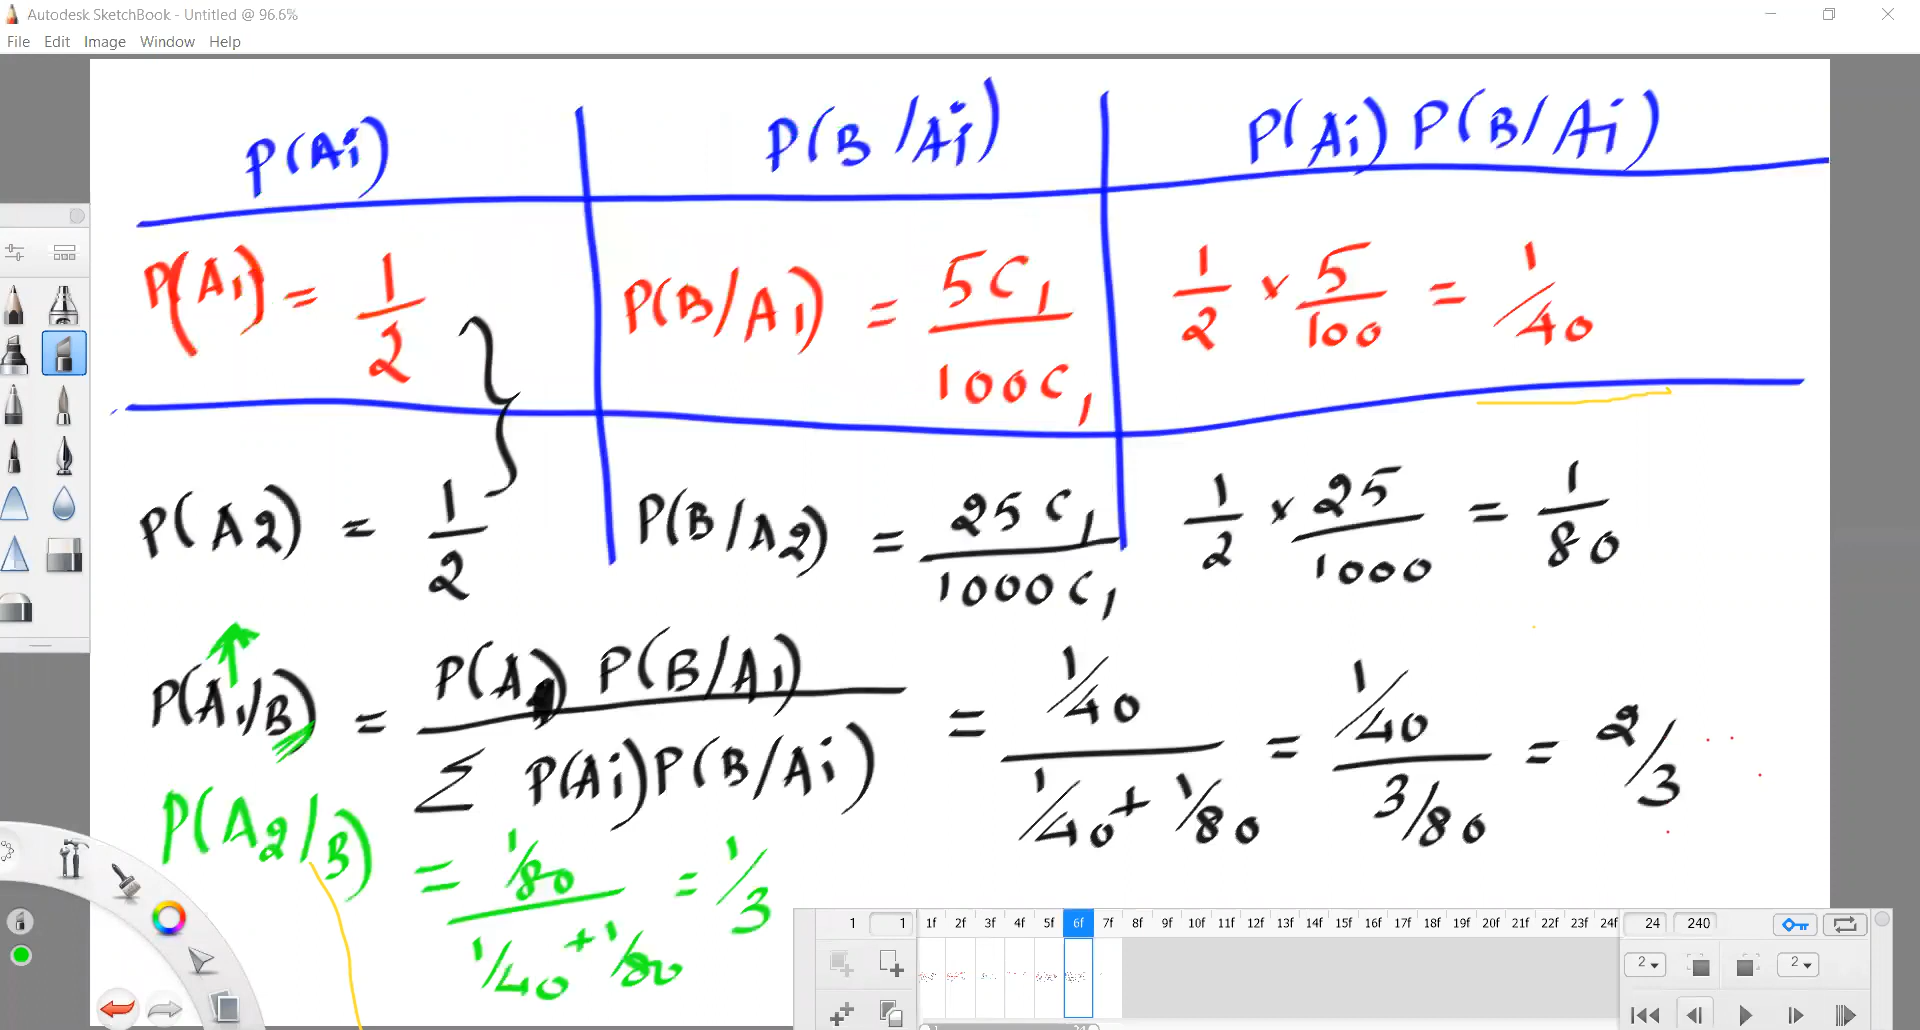 Autodesk SketchBook - Untitled @ 96.6%
File Edit Image Window Help
P(Ai) P(B/Ai) P(Ai) P(B/Ai)
P(A1) = 1/2 P(B/A1) = 5C1/100C1 1/2 × 5/100 = 1/40
P(A2) = 1/2 P(B/A2) = 25C1/1000C1 1/2 × 25/1000 = 1/80
P(A1/B) = P(A1) P(B/A1) / Σ P(Ai)P(B/Ai) = 1/40 / 1/40 + 1/80 = 1/40 / 3/80 = 2/3
P(A2/B) = 1/80 / 1/40 + 1/80 = 1/3
1 1 1f 2f 3f 4f 5f 6f 7f 8f 9f 10f 11f 12f 13f 14f 15f 16f 17f 18f 19f 20f 21f 22f 23f 24f 24 240
2 2